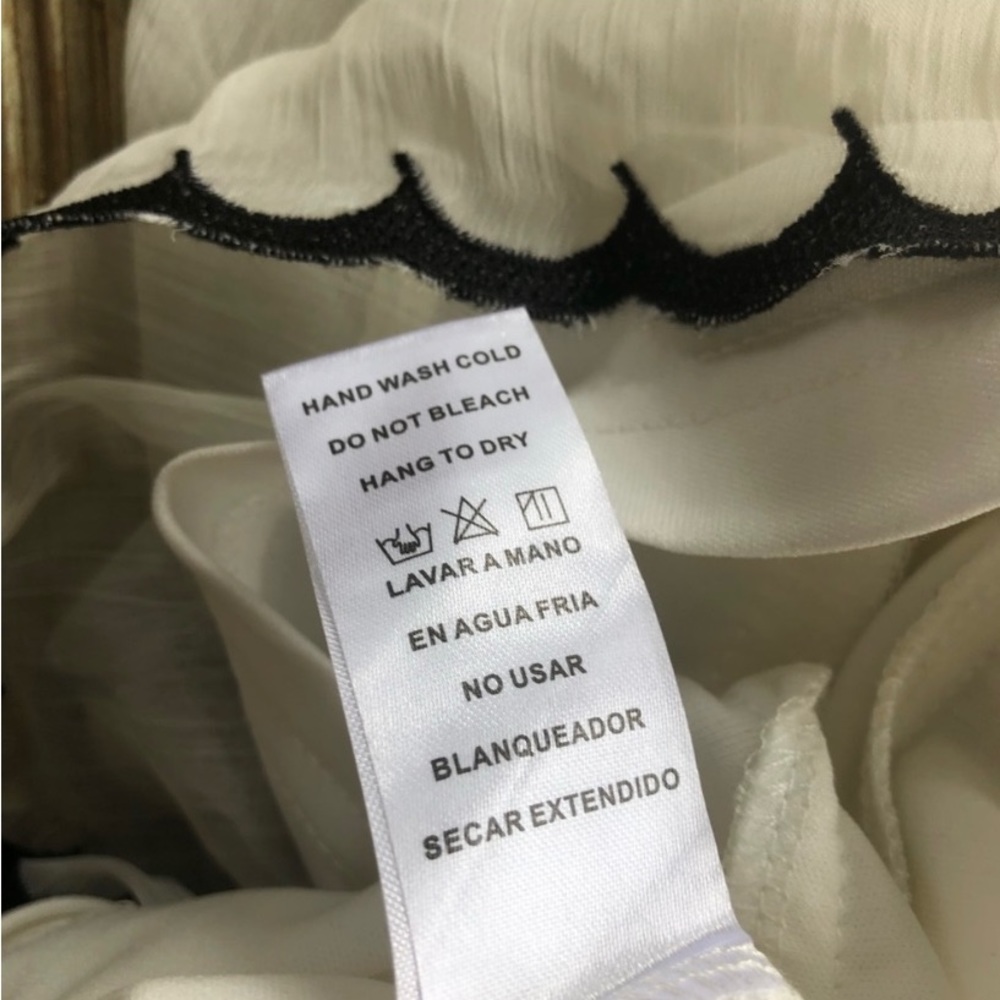 HAND WASH COLD
DO NOT BLEACH
HANG TO DRY
LAVAR A MANO
EN AGUA FRIA
NO USAR
BLANQUEADOR
SECAR EXTENDIDO